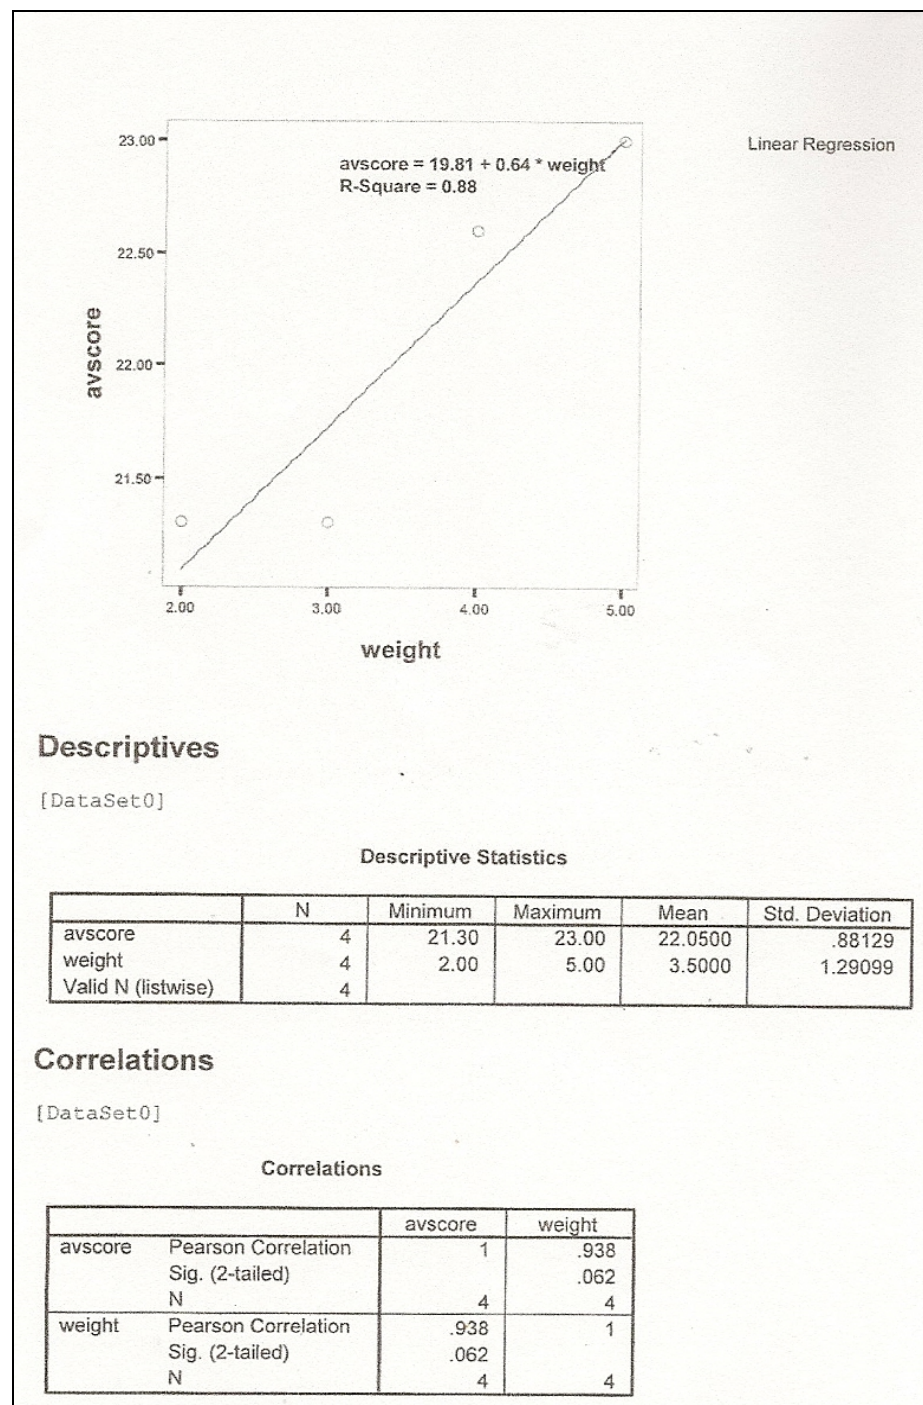 23.00
Linear Regression
avscore = 19.81 + 0.64 * weight
R-Square = 0.88
22.50
avscore
22.00
21.50
2.00 3.00 4.00 5.00
weight
Descriptives
[DataSet0]
Descriptive Statistics
N Minimum Maximum Mean Std. Deviation
avscore 4 21.30 23.00 22.0500 .88129
weight 4 2.00 5.00 3.5000 1.29099
Valid N (listwise) 4
Correlations
[DataSet0]
Correlations
avscore weight
avscore Pearson Correlation 1 .938
Sig. (2-tailed) .062
N 4 4
weight Pearson Correlation .938 1
Sig. (2-tailed) .062
N 4 4